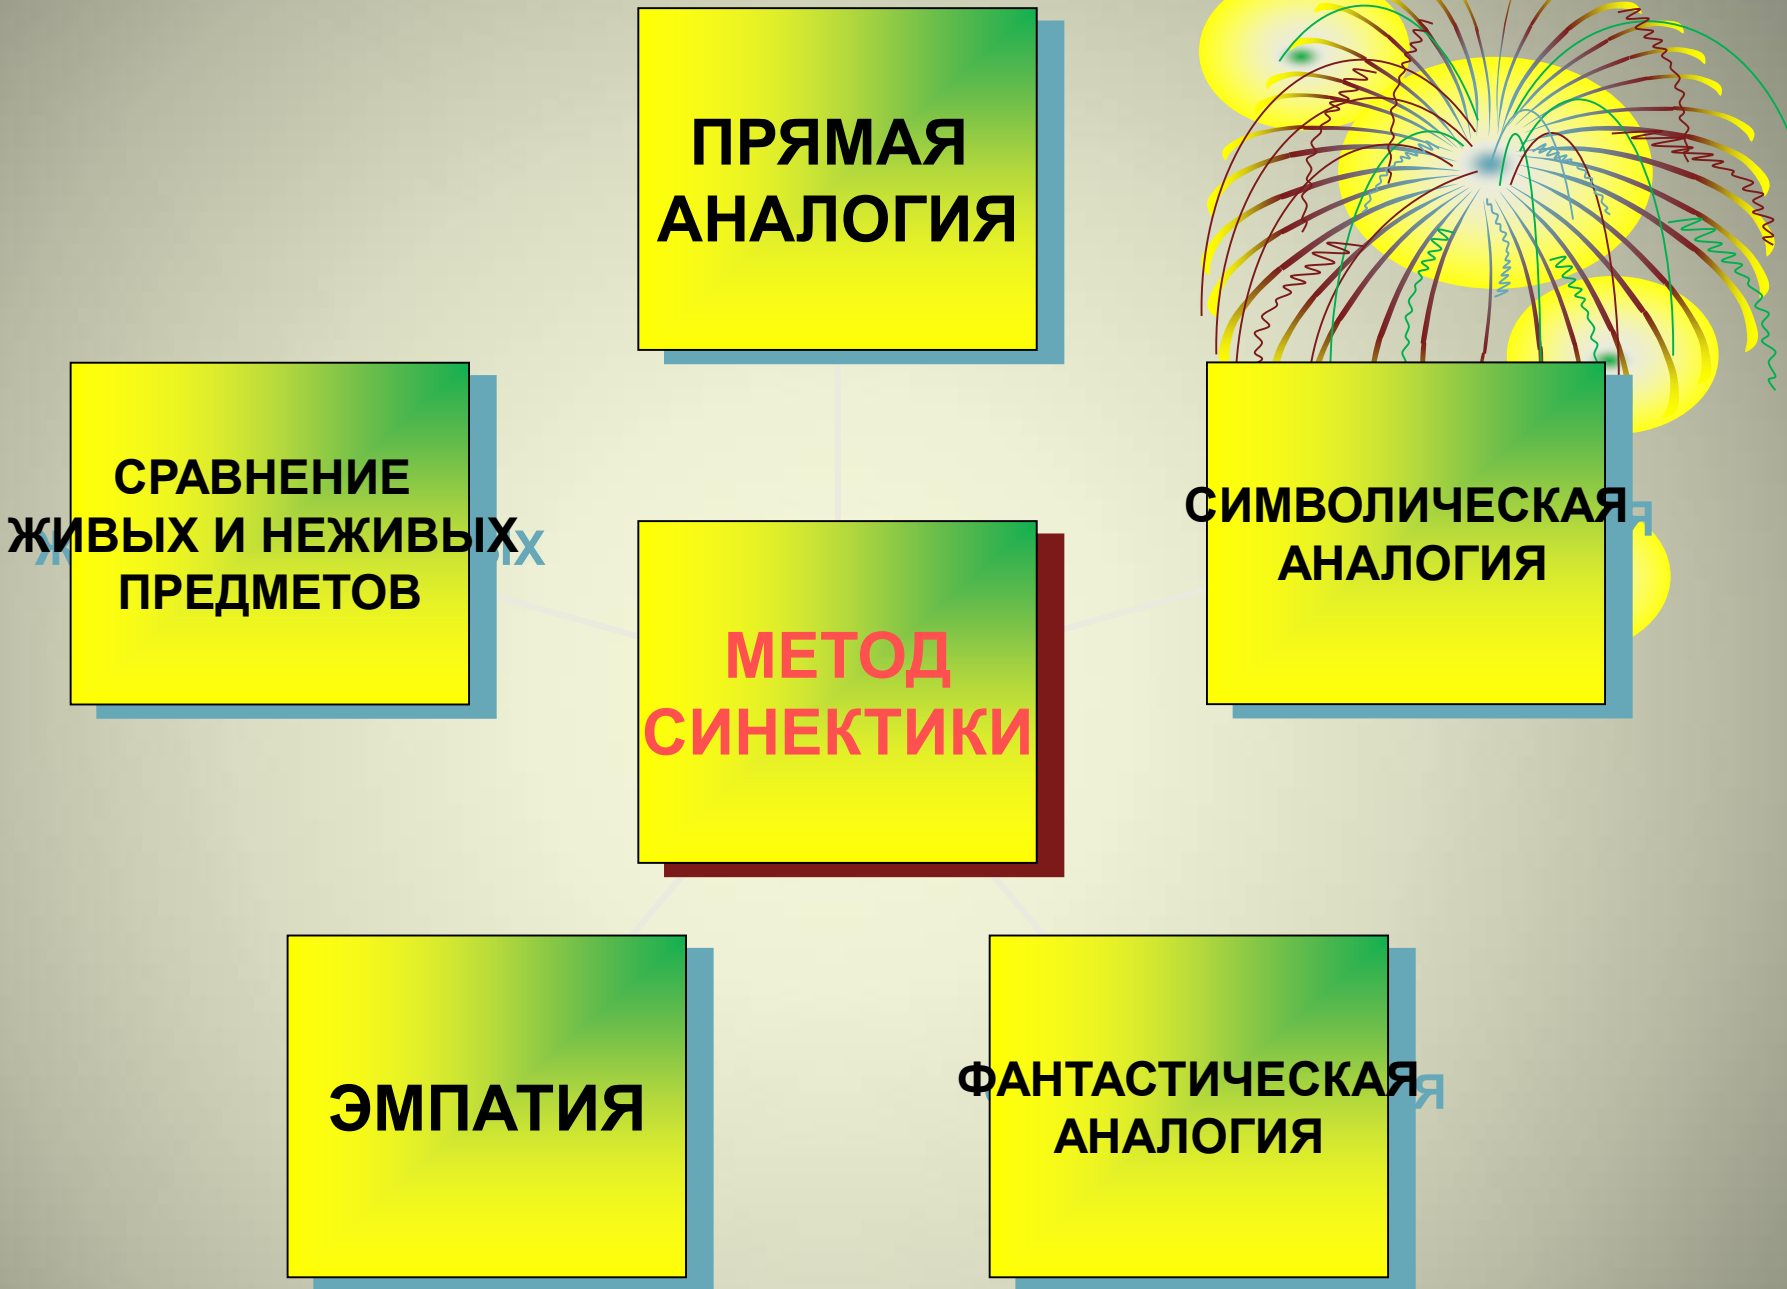 ПРЯМАЯ
АНАЛОГИЯ
СРАВНЕНИЕ
ЖИВЫХ И НЕЖИВЫХ
ПРЕДМЕТОВ
СИМВОЛИЧЕСКАЯ
АНАЛОГИЯ
МЕТОД
СИНЕКТИКИ
ЭМПАТИЯ
ФАНТАСТИЧЕСКАЯ
АНАЛОГИЯ